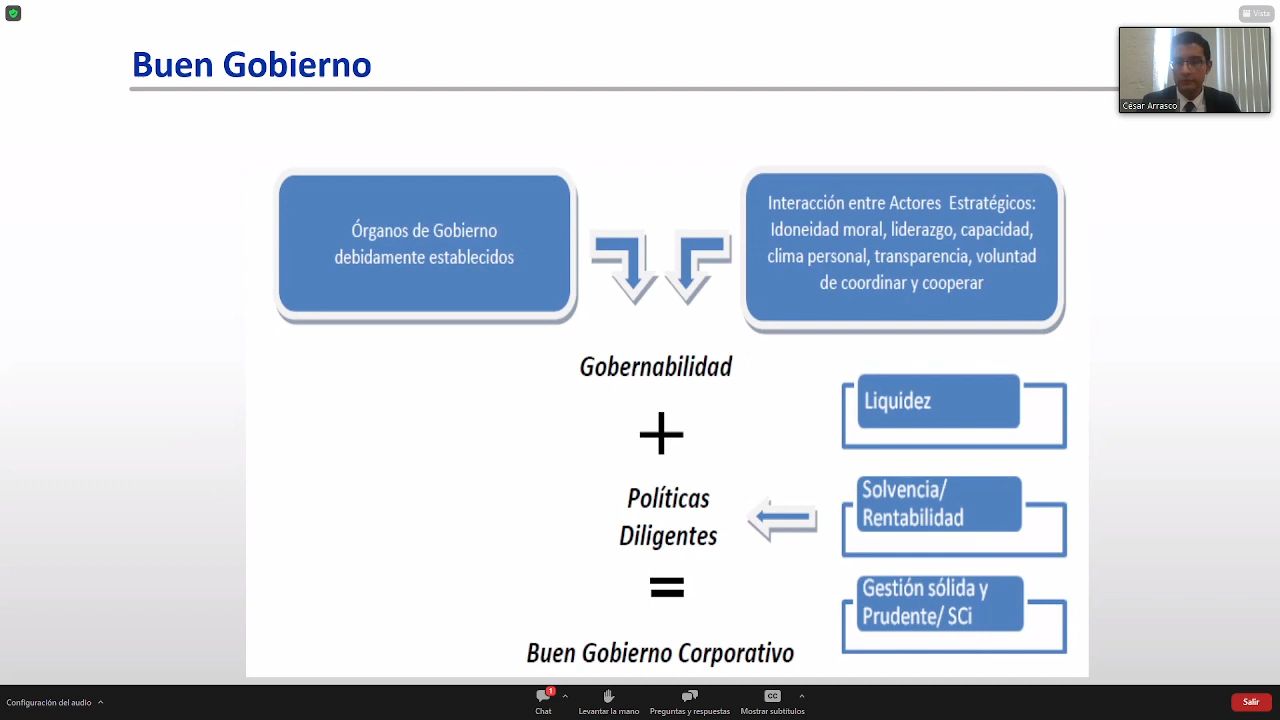 Vista
Buen Gobierno
César Arrasco
Órganos de Gobierno
debidamente establecidos
Interacción entre Actores Estratégicos:
Idoneidad moral, liderazgo, capacidad,
clima personal, transparencia, voluntad
de coordinar y cooperar
Gobernabilidad
+
Políticas
Diligentes
=
Buen Gobierno Corporativo
Liquidez
Solvencia/
Rentabilidad
Gestión sólida y
Prudente/ SCi
Configuración del audio
1
Chat
Levantar la mano
Preguntas y respuestas
CC
Mostrar subtítulos
Salir